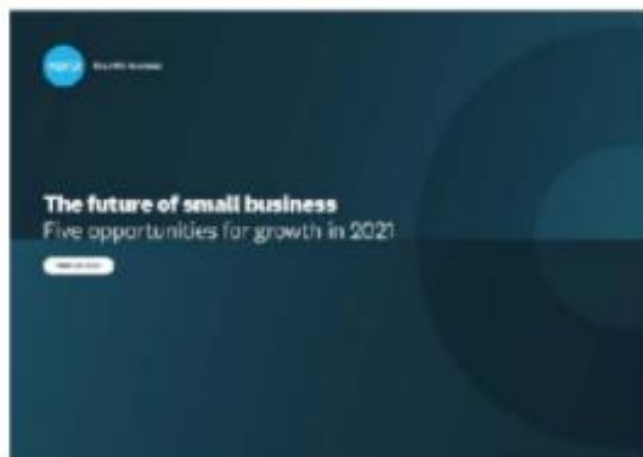 The future of small business
Five opportunities for growth in 2021